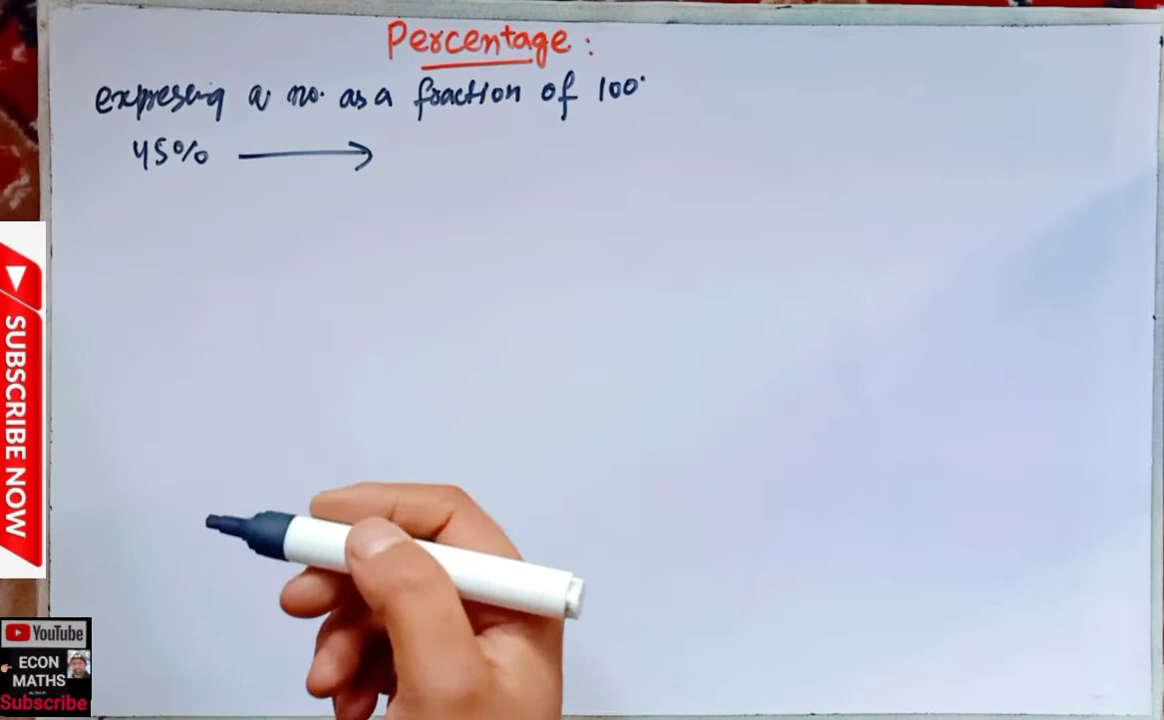 Percentage :
expresing a no. as a fraction of 100.
45% →
SUBSCRIBE NOW
YouTube
ECON
MATHS
Subscribe